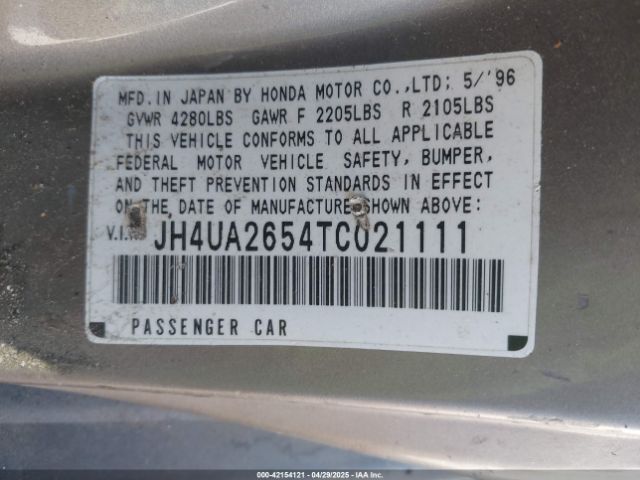 MFD. IN JAPAN BY HONDA MOTOR CO.,LTD; 5/'96
GVWR 4280LBS GAWR F 2205LBS R 2105LBS
THIS VEHICLE CONFORMS TO ALL APPLICABLE
FEDERAL MOTOR VEHICLE SAFETY, BUMPER,
AND THEFT PREVENTION STANDARDS IN EFFECT
ON THE DATE OF MANUFACTURE SHOWN ABOVE:
V.I.N: JH4UA2654TC021111
PASSENGER CAR
000-42154121 04/29/2025 - IAAI.COM